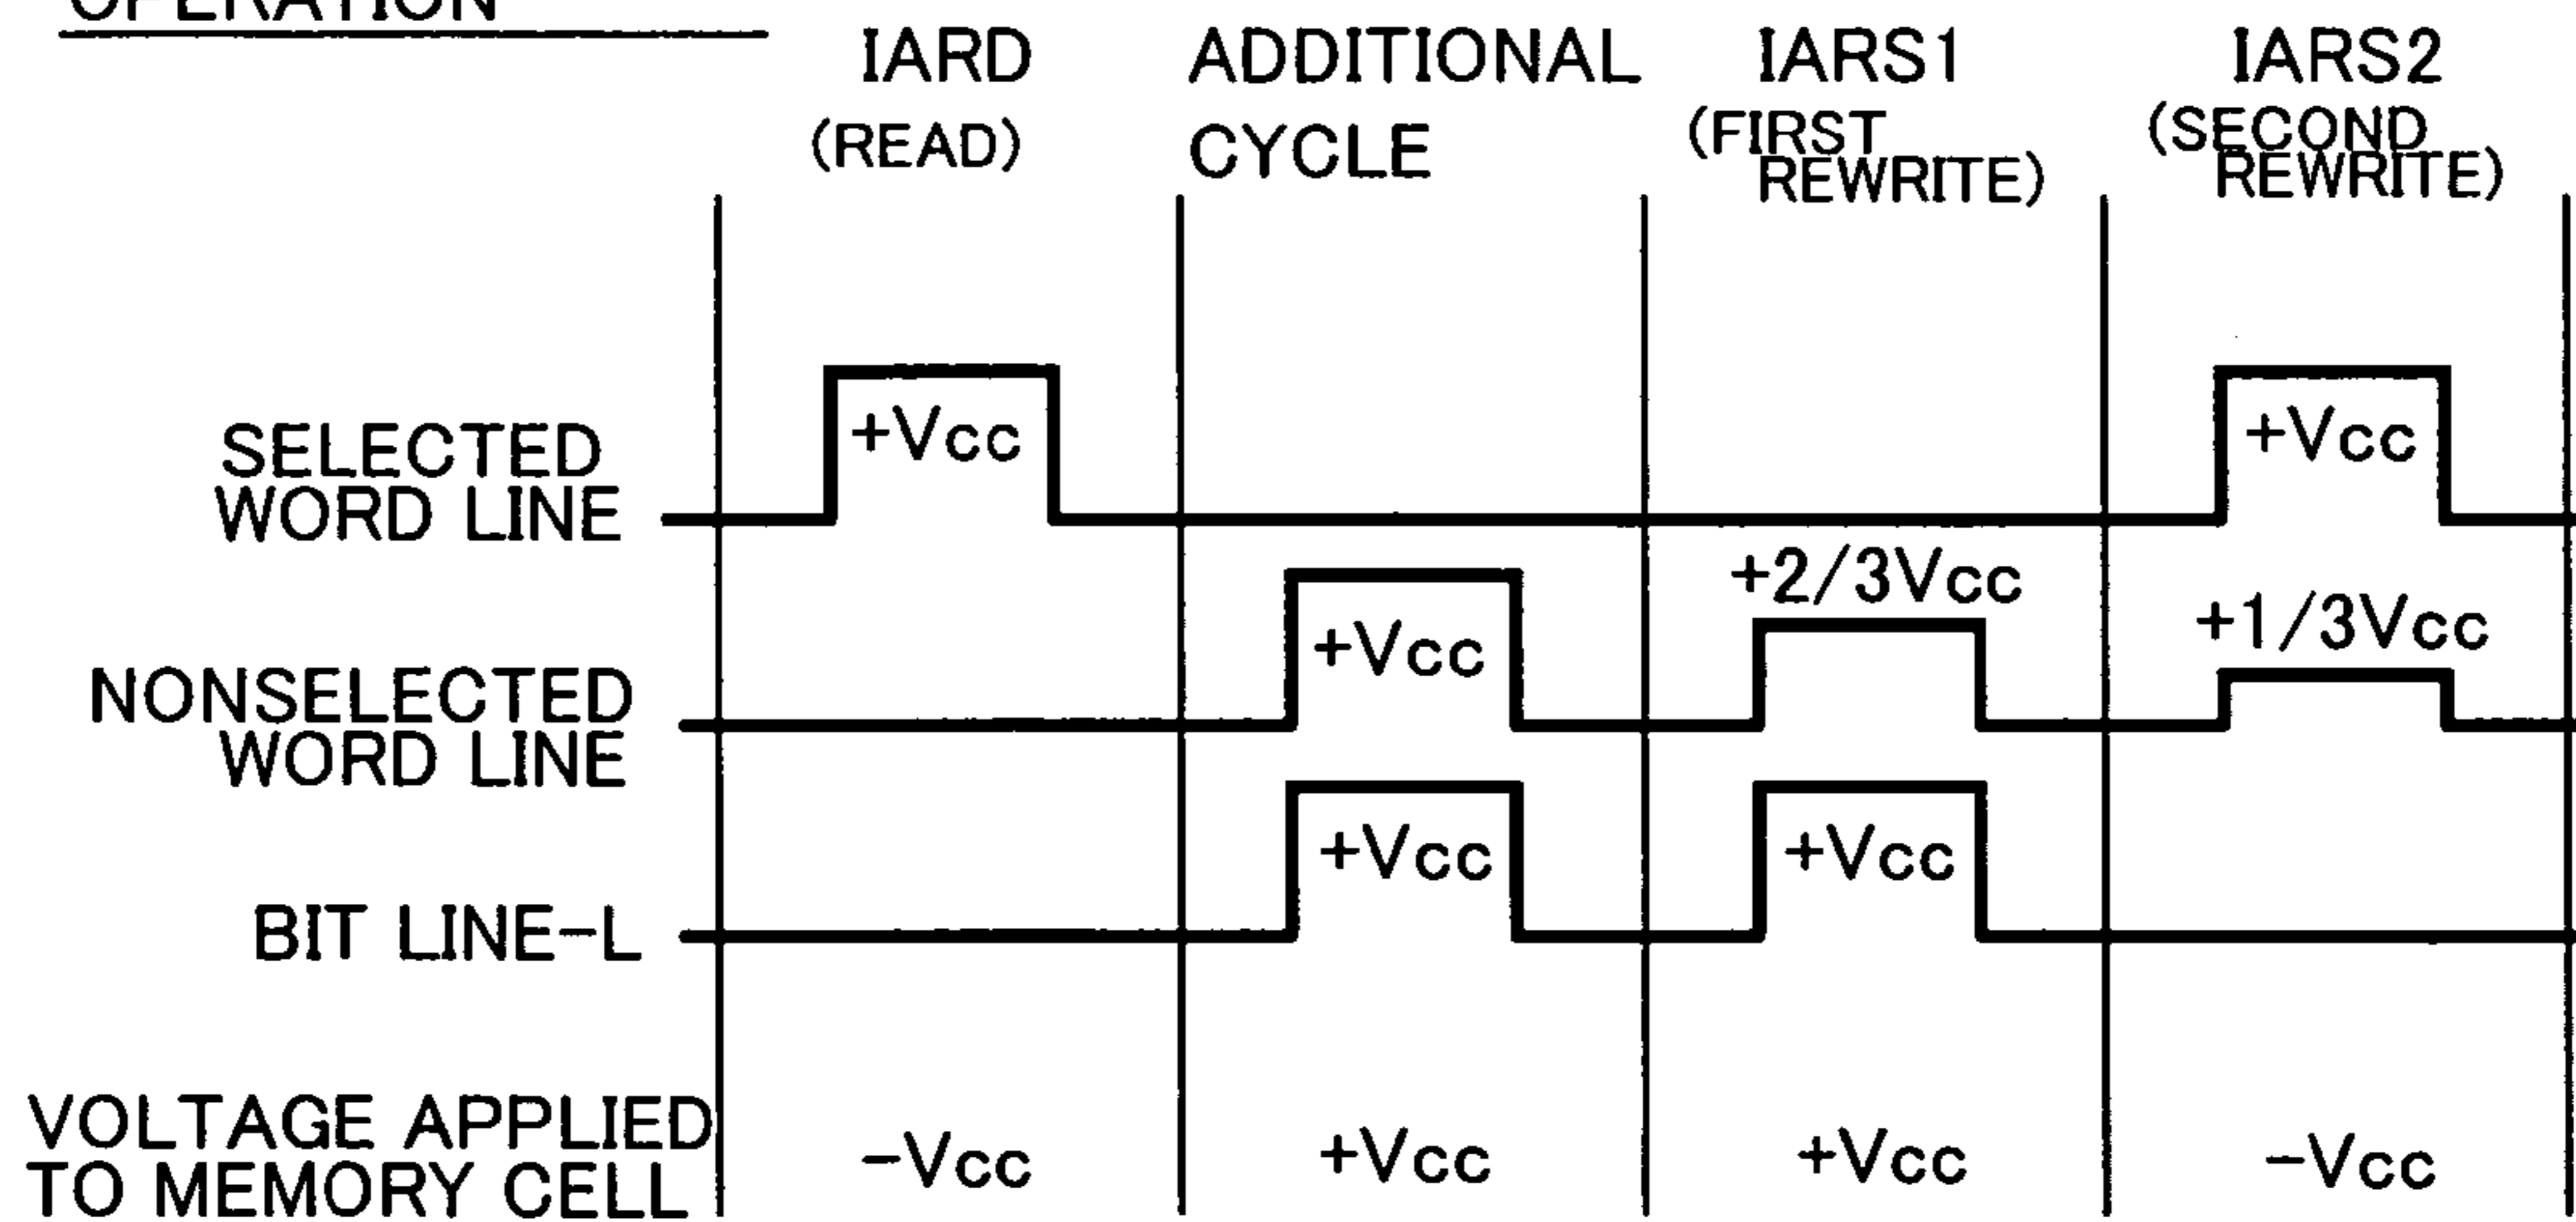 OPERATION
IARD
(READ)
ADDITIONAL
CYCLE
IARS1
(FIRST
REWRITE)
IARS2
(SECOND
REWRITE)
SELECTED
WORD LINE
+Vcc
+Vcc
NONSELECTED
WORD LINE
+Vcc
+2/3Vcc
+1/3Vcc
BIT LINE-L
+Vcc
+Vcc
VOLTAGE APPLIED
TO MEMORY CELL
-Vcc
+Vcc
+Vcc
-Vcc